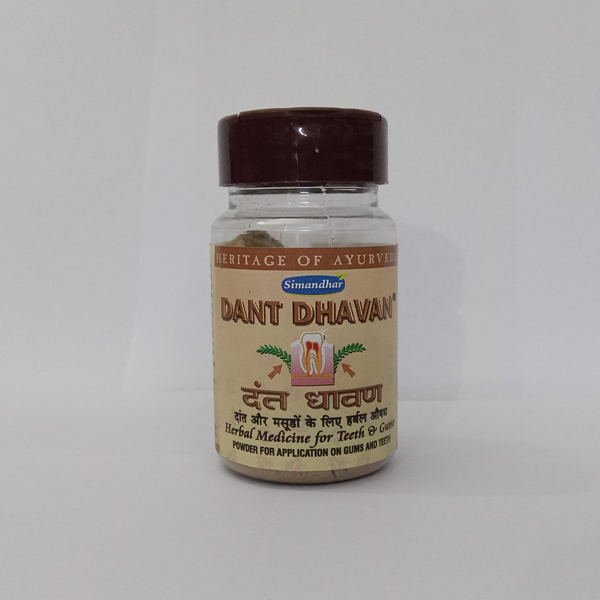 HERITAGE OF AYURVEDA
Simandhar
DANT DHAVAN®
दंत धावण
दांत और मसुडों के लिए हर्बल औषध
Herbal Medicine for Teeth & Gums
POWDER FOR APPLICATION ON GUMS AND TEETH